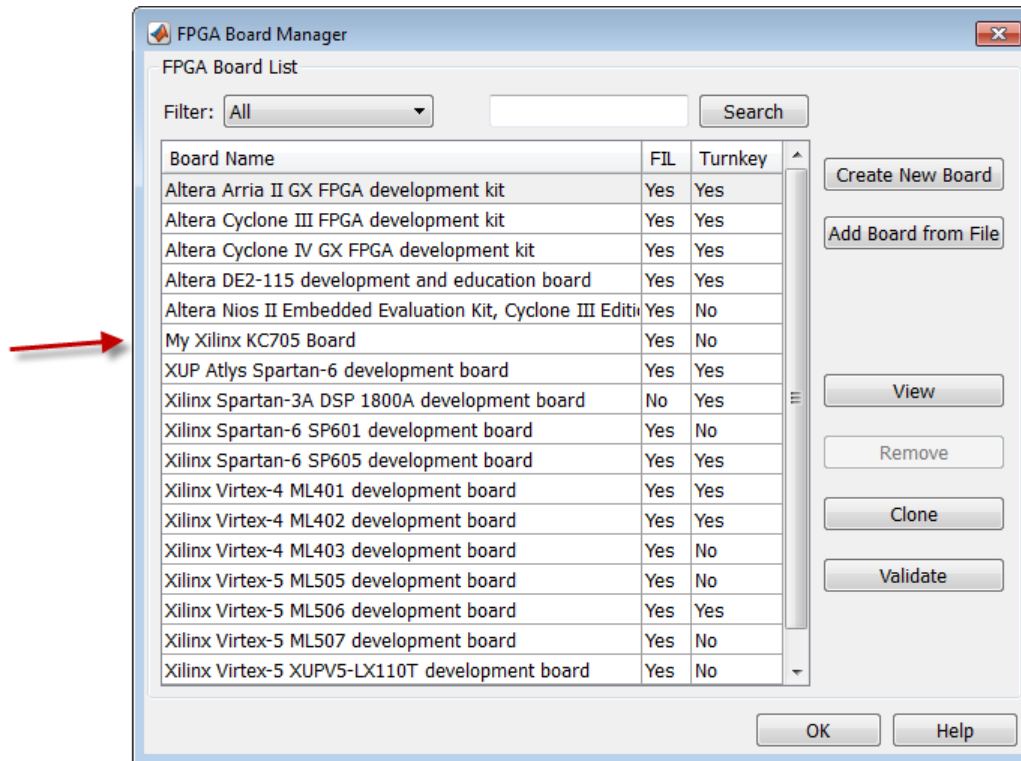 FPGA Board Manager
FPGA Board List
Filter: All Search
Board Name FIL Turnkey
Altera Arria II GX FPGA development kit Yes Yes
Altera Cyclone III FPGA development kit Yes Yes
Altera Cyclone IV GX FPGA development kit Yes Yes
Altera DE2-115 development and education board Yes Yes
Altera Nios II Embedded Evaluation Kit, Cyclone III Editi Yes No
My Xilinx KC705 Board Yes No
XUP Atlys Spartan-6 development board Yes Yes
Xilinx Spartan-3A DSP 1800A development board No Yes
Xilinx Spartan-6 SP601 development board Yes No
Xilinx Spartan-6 SP605 development board Yes Yes
Xilinx Virtex-4 ML401 development board Yes Yes
Xilinx Virtex-4 ML402 development board Yes Yes
Xilinx Virtex-4 ML403 development board Yes No
Xilinx Virtex-5 ML505 development board Yes No
Xilinx Virtex-5 ML506 development board Yes Yes
Xilinx Virtex-5 ML507 development board Yes No
Xilinx Virtex-5 XUPV5-LX110T development board Yes No
Create New Board
Add Board from File
View
Remove
Clone
Validate
OK Help